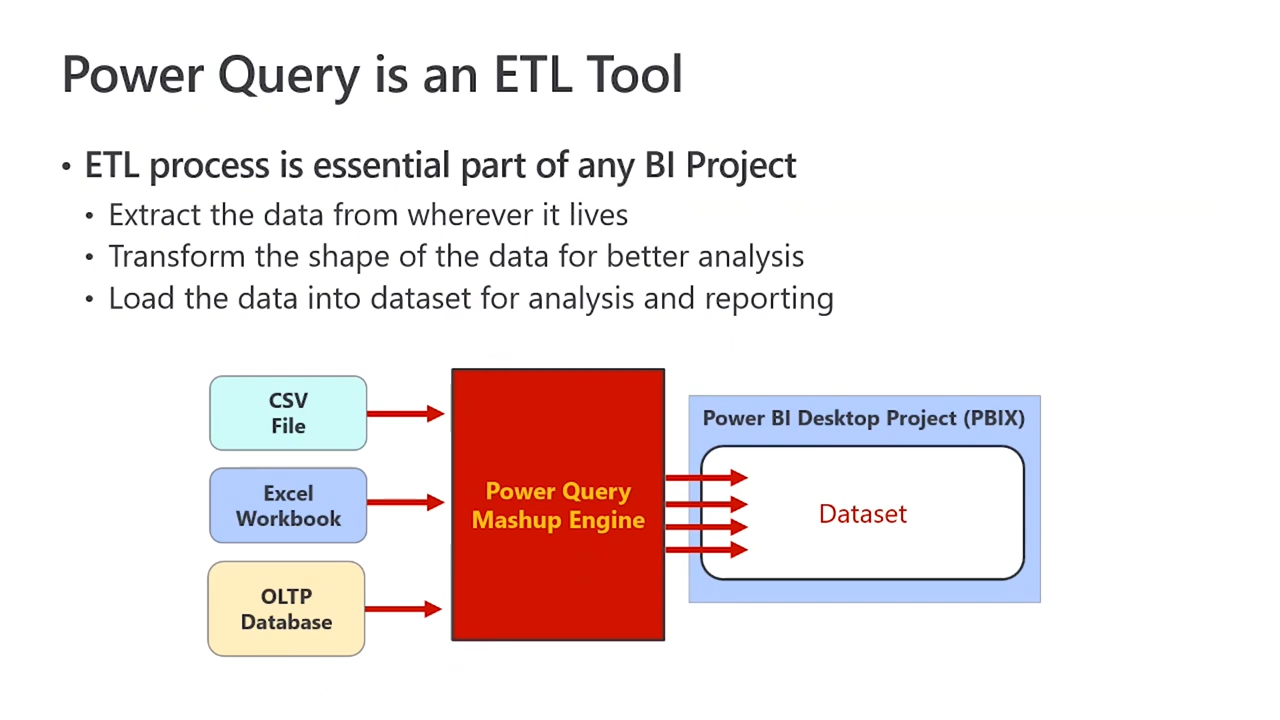 Power Query is an ETL Tool
• ETL process is essential part of any BI Project
• Extract the data from wherever it lives
• Transform the shape of the data for better analysis
• Load the data into dataset for analysis and reporting
CSV
File
Excel
Workbook
OLTP
Database
Power Query
Mashup Engine
Power BI Desktop Project (PBIX)
Dataset